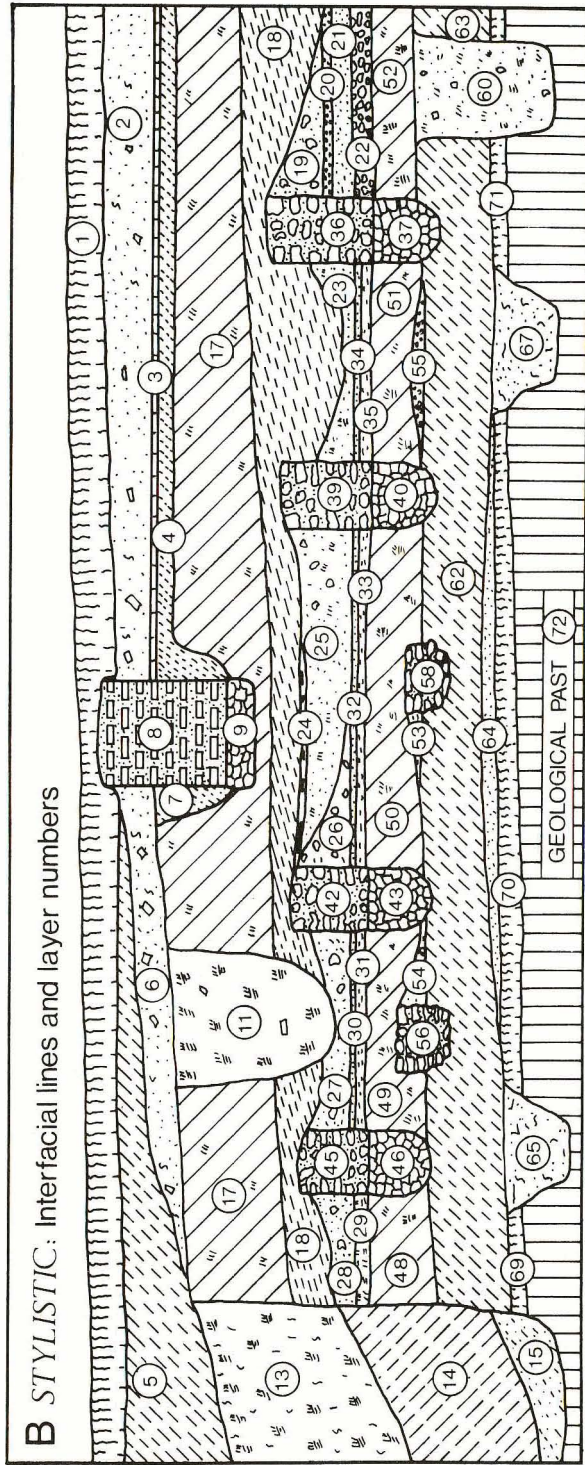 B STYLISTIC: Interfacial lines and layer numbers
1
2
5 6 8 3
4
7
17 11 9 17
13
18 24 19 18
25 20
45 42 39 36 21
28 27 26 23
29 30 31 32 33 35 34 22
48 46 49 43 50 40 51 37 52
14 56 54 53 58 55
62 60 63
64
15 69 65 70 67 71
GEOLOGICAL PAST 72